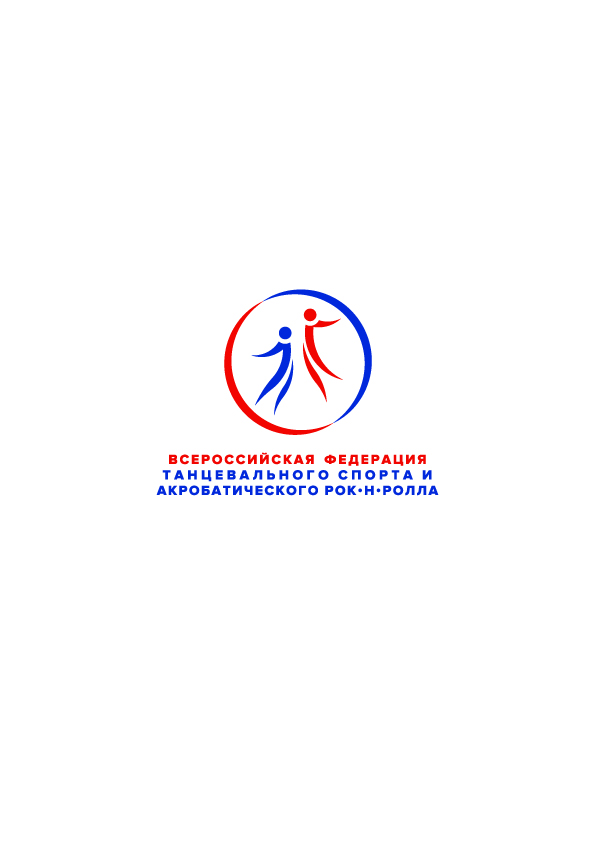 ВСЕРОССИЙСКАЯ ФЕДЕРАЦИЯ
ТАНЦЕВАЛЬНОГО СПОРТА И
АКРОБАТИЧЕСКОГО РОК•Н•РОЛЛА